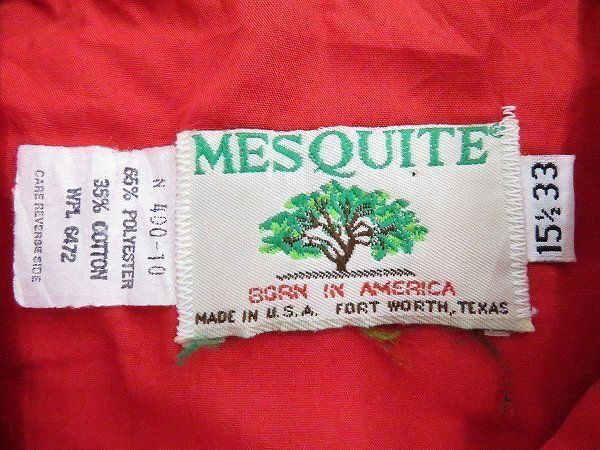 MESQUITE®
BORN IN AMERICA
MADE IN U.S.A. FORT WORTH, TEXAS
15½ 33
N 400-10
65% POLYESTER
35% COTTON
WPL 6472
CARE REVERSE SIDE